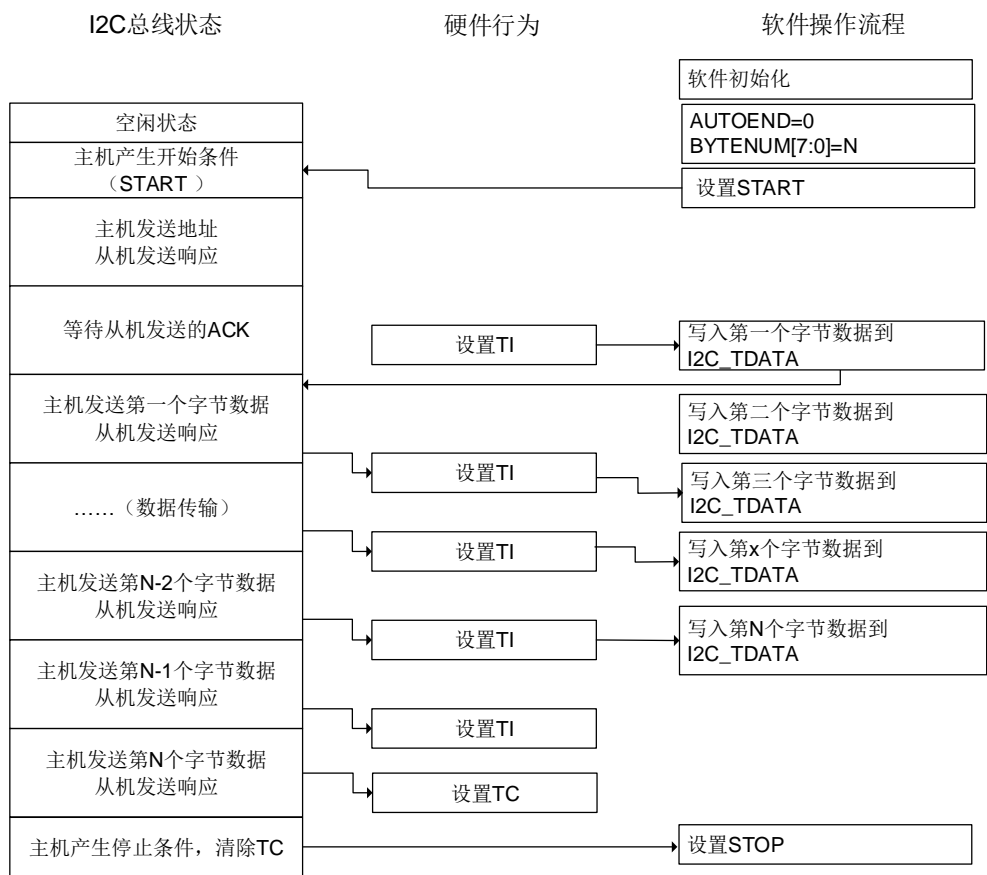 I2C总线状态
硬件行为
软件操作流程
软件初始化
空闲状态
AUTOEND=0
BYTENUM[7:0]=N
主机产生开始条件
（START ）
设置START
主机发送地址
从机发送响应
等待从机发送的ACK
设置TI
写入第一个字节数据到
I2C_TDATA
主机发送第一个字节数据
从机发送响应
写入第二个字节数据到
I2C_TDATA
设置TI
写入第三个字节数据到
I2C_TDATA
……（数据传输）
设置TI
写入第x个字节数据到
I2C_TDATA
主机发送第N-2个字节数据
从机发送响应
设置TI
写入第N个字节数据到
I2C_TDATA
主机发送第N-1个字节数据
从机发送响应
设置TI
主机发送第N个字节数据
从机发送响应
设置TC
主机产生停止条件，清除TC
设置STOP